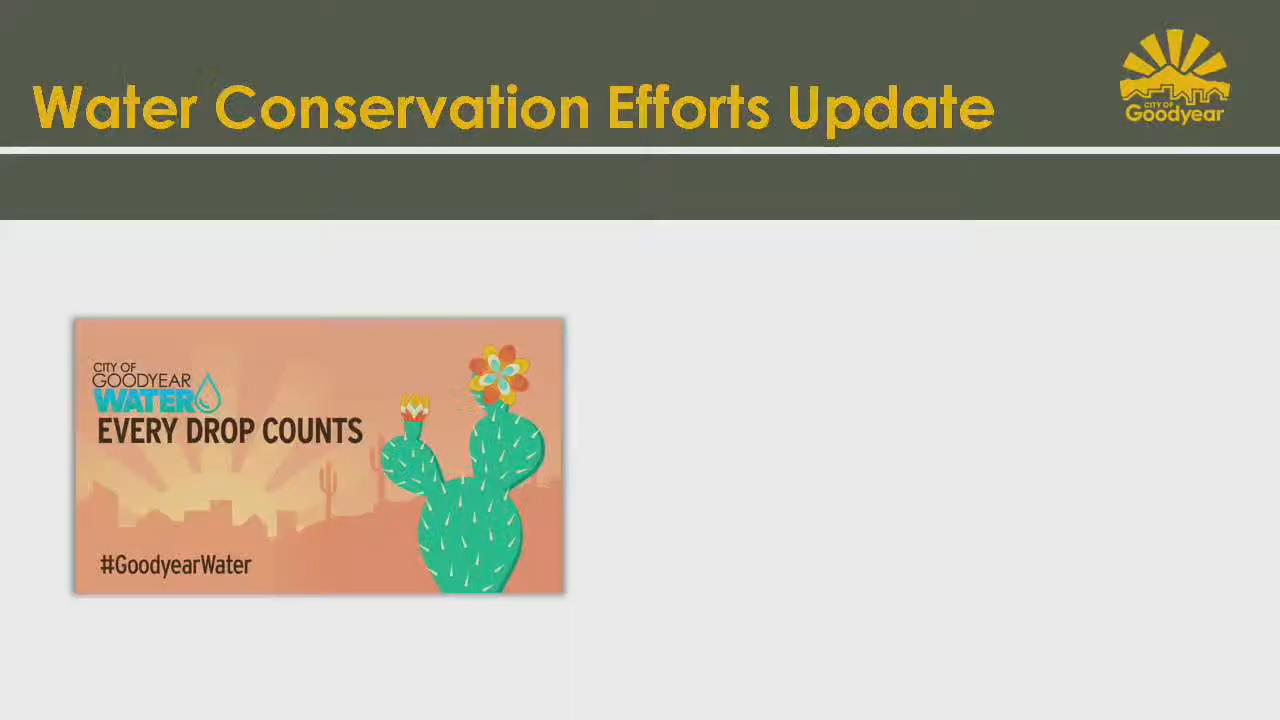 Water Conservation Efforts Update
CITY OF
Goodyear
CITY OF
GOODYEAR
WATER
EVERY DROP COUNTS
#GoodyearWater